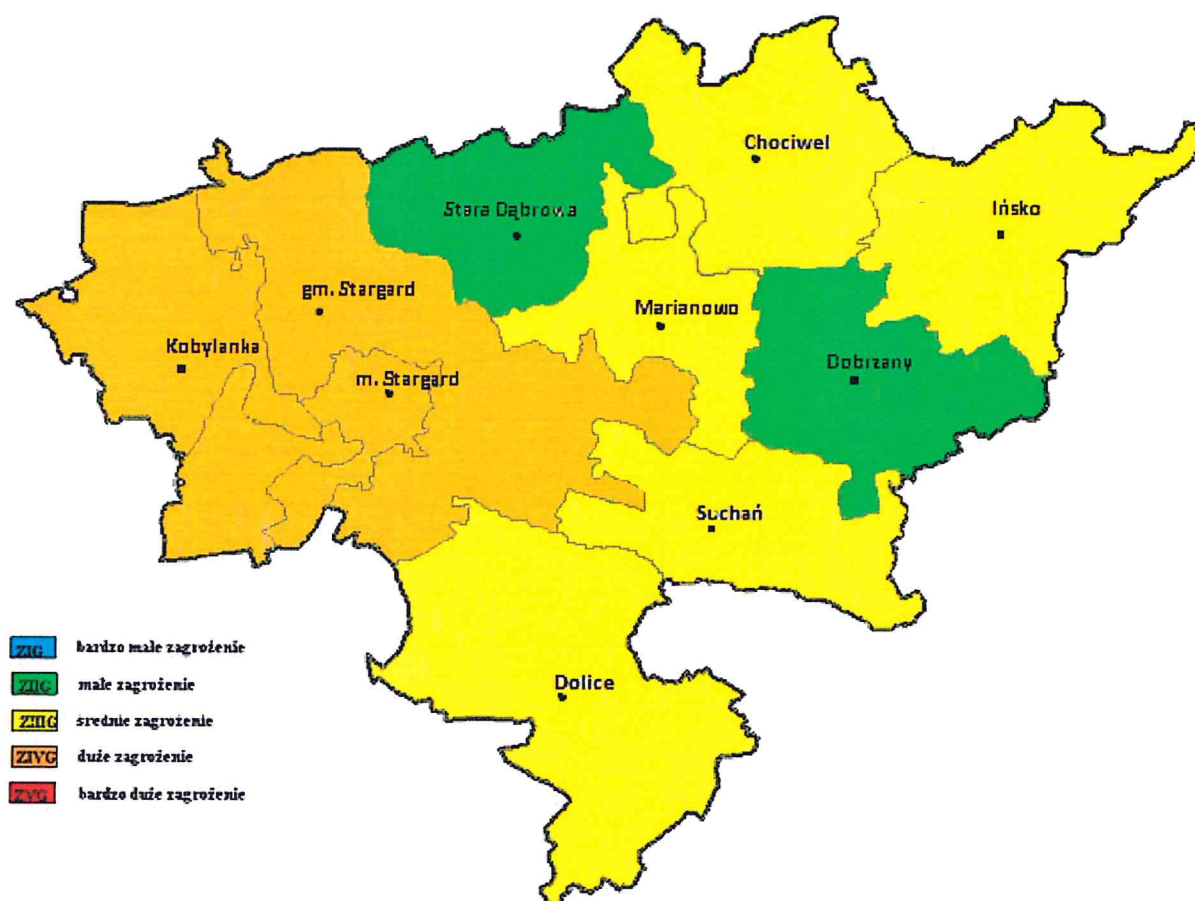 Chociwel
Ińsko
Stara Dąbrowa
gm. Stargard
Marianowo
Kobylanka
Dobrzany
m. Stargard
Suchań
Dolice
ZIG bardzo małe zagrożenie
ZIIG małe zagrożenie
ZIIIG średnie zagrożenie
ZIVG duże zagrożenie
ZVG bardzo duże zagrożenie